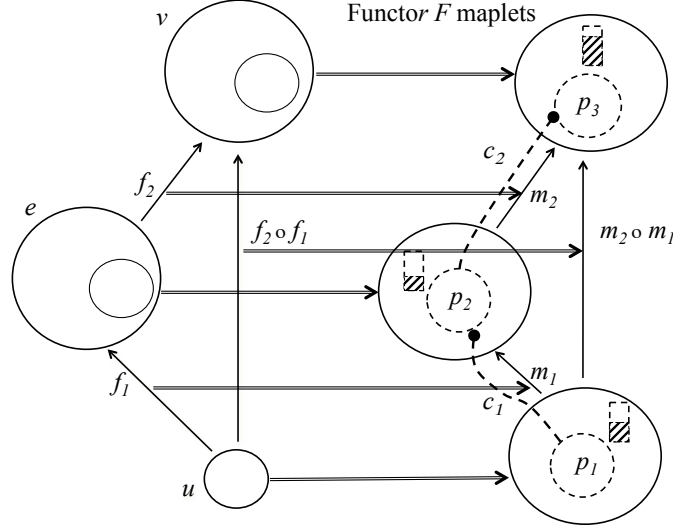 v
Functor F maplets
p₃
c₂
f₂
m₂
e
f₂ o f₁
m₂ o m₁
p₂
f₁
m₁
c₁
p₁
u